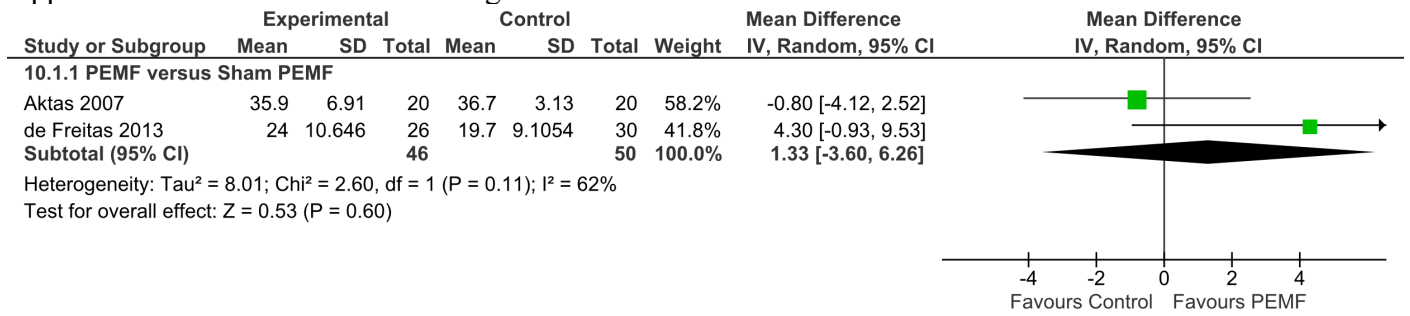 Experimental Control Mean Difference Mean Difference
Study or Subgroup Mean SD Total Mean SD Total Weight IV, Random, 95% CI IV, Random, 95% CI
10.1.1 PEMF versus Sham PEMF
Aktas 2007 35.9 6.91 20 36.7 3.13 20 58.2% -0.80 [-4.12, 2.52]
de Freitas 2013 24 10.646 26 19.7 9.1054 30 41.8% 4.30 [-0.93, 9.53]
Subtotal (95% CI) 46 50 100.0% 1.33 [-3.60, 6.26]
Heterogeneity: Tau² = 8.01; Chi² = 2.60, df = 1 (P = 0.11); I² = 62%
Test for overall effect: Z = 0.53 (P = 0.60)
-4 -2 0 2 4
Favours Control Favours PEMF